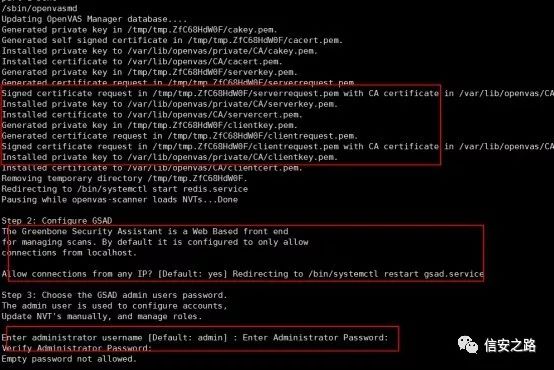 /sbin/openvasmd
Updating OpenVAS Manager database....
Generated private key in /tmp/tmp.ZfC68HdW0F/cakey.pem.
Generated self signed certificate in /tmp/tmp.ZfC68HdW0F/cacert.pem.
Installed private key to /var/lib/openvas/private/CA/cakey.pem.
Installed certificate to /var/lib/openvas/CA/cacert.pem.
Generated private key in /tmp/tmp.ZfC68HdW0F/serverkey.pem.
Generated certificate request in /tmp/tmp.ZfC68HdW0F/serverrequest.pem.
Signed certificate request in /tmp/tmp.ZfC68HdW0F/serverrequest.pem with CA certificate in /var/lib/openvas/CA
Installed private key to /var/lib/openvas/private/CA/serverkey.pem.
Installed certificate to /var/lib/openvas/CA/servercert.pem.
Generated private key in /tmp/tmp.ZfC68HdW0F/clientkey.pem.
Generated certificate request in /tmp/tmp.ZfC68HdW0F/clientrequest.pem.
Signed certificate request in /tmp/tmp.ZfC68HdW0F/clientrequest.pem with CA certificate in /var/lib/openvas/CA
Installed private key to /var/lib/openvas/private/CA/clientkey.pem.
Installed certificate to /var/lib/openvas/CA/clientcert.pem.
Removing temporary directory /tmp/tmp.ZfC68HdW0F.
Redirecting to /bin/systemctl start redis.service
Pausing while openvas-scanner loads NVTs...Done
Step 2: Configure GSAD
The Greenbone Security Assistant is a Web Based front end
for managing scans. By default it is configured to only allow
connections from localhost.
Allow connections from any IP? [Default: yes] Redirecting to /bin/systemctl restart gsad.service
Step 3: Choose the GSAD admin users password.
The admin user is used to configure accounts,
Update NVT's manually, and manage roles.
Enter administrator username [Default: admin] : Enter Administrator Password:
Verify Administrator Password:
Empty password not allowed.
信安之路